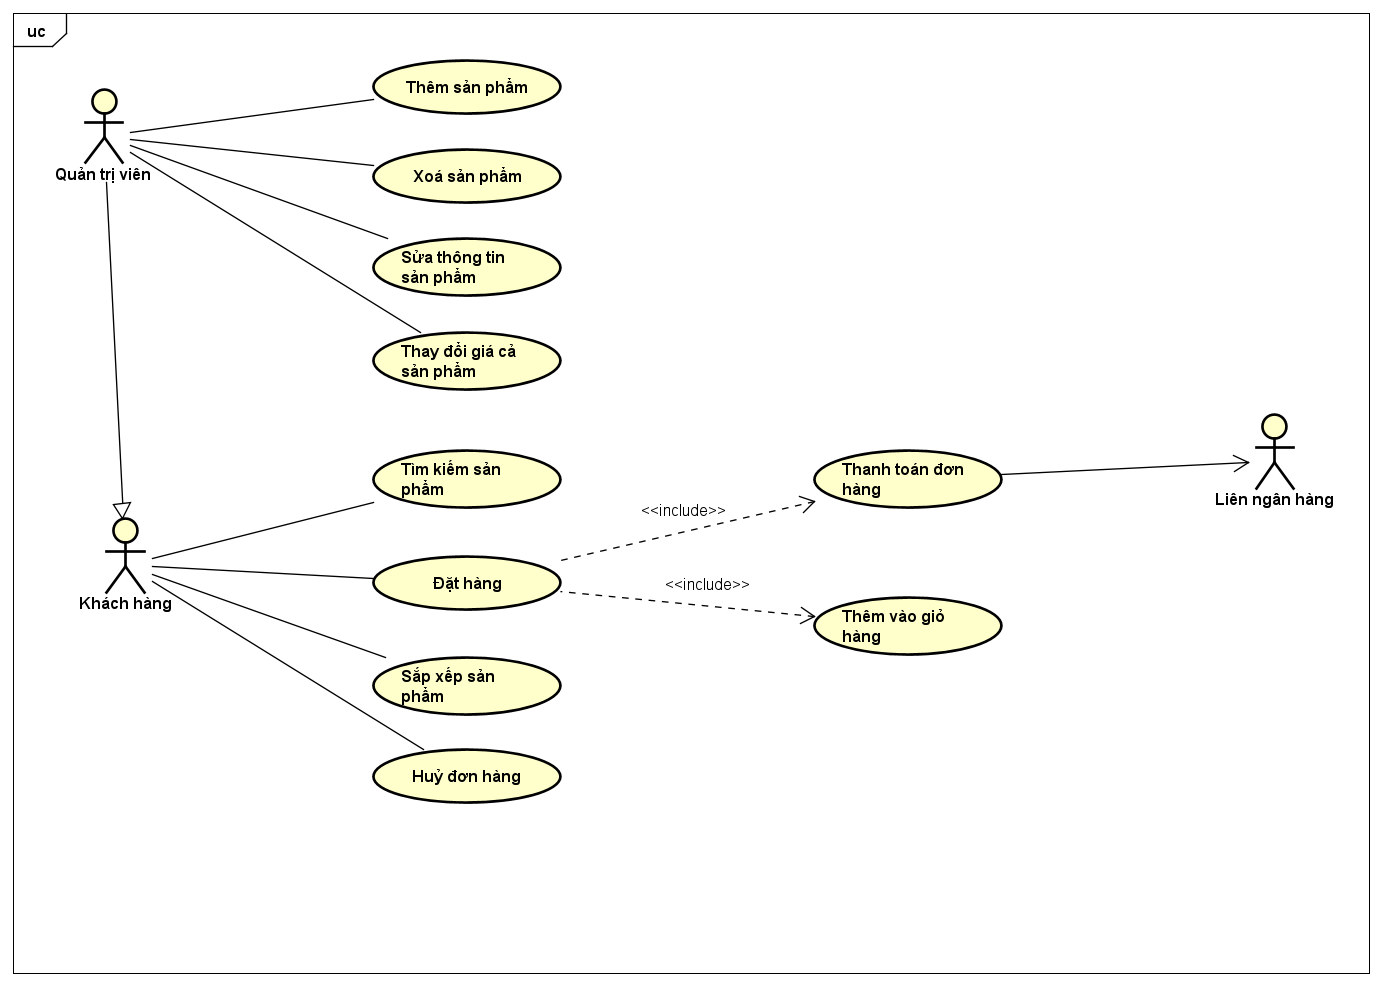 uc
Thêm sản phẩm
Quản trị viên
Xoá sản phẩm
Sửa thông tin
sản phẩm
Thay đổi giá cả
sản phẩm
Tìm kiếm sản
phẩm
Thanh toán đơn
hàng
Liên ngân hàng
<<include>>
Đặt hàng
<<include>>
Khách hàng
Thêm vào giỏ
hàng
Sắp xếp sản
phẩm
Huỷ đơn hàng